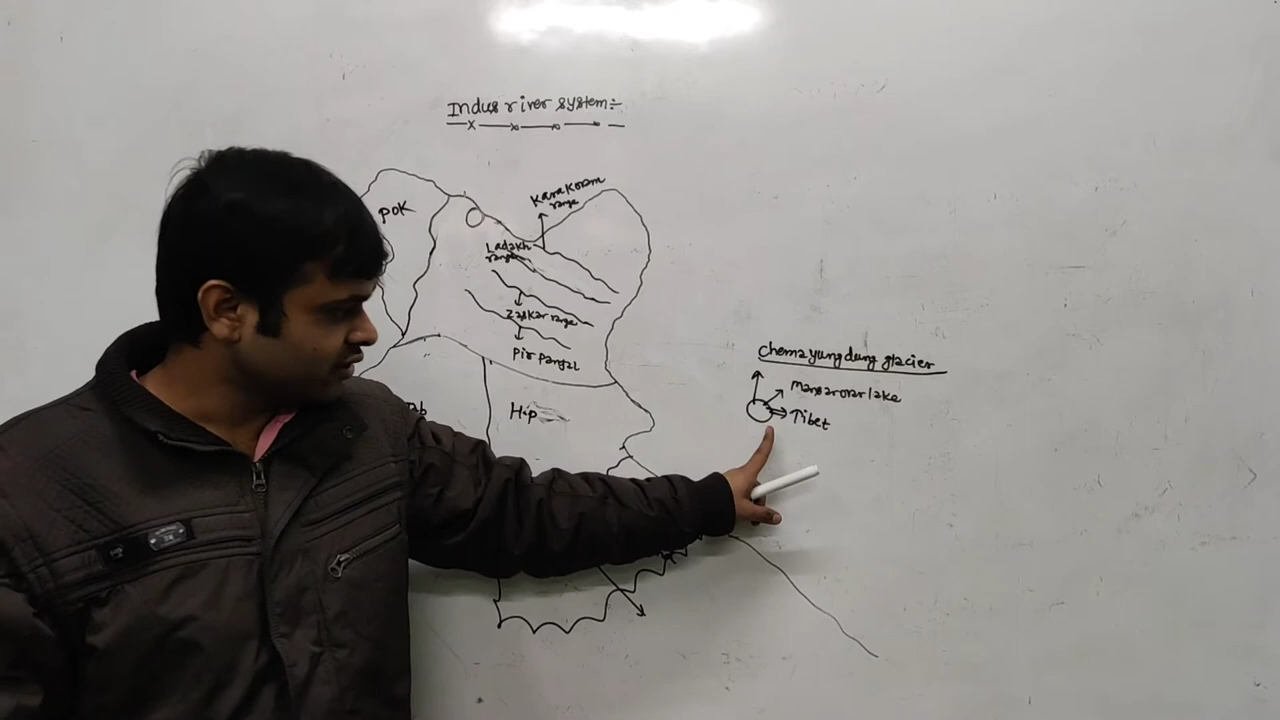 Indus river system:-
POK
Karakoram
range
Ladakh
range
Zaskar range
Pir Panjal
Hip
chemayungdung glacier
Mansarovar lake
Tibet